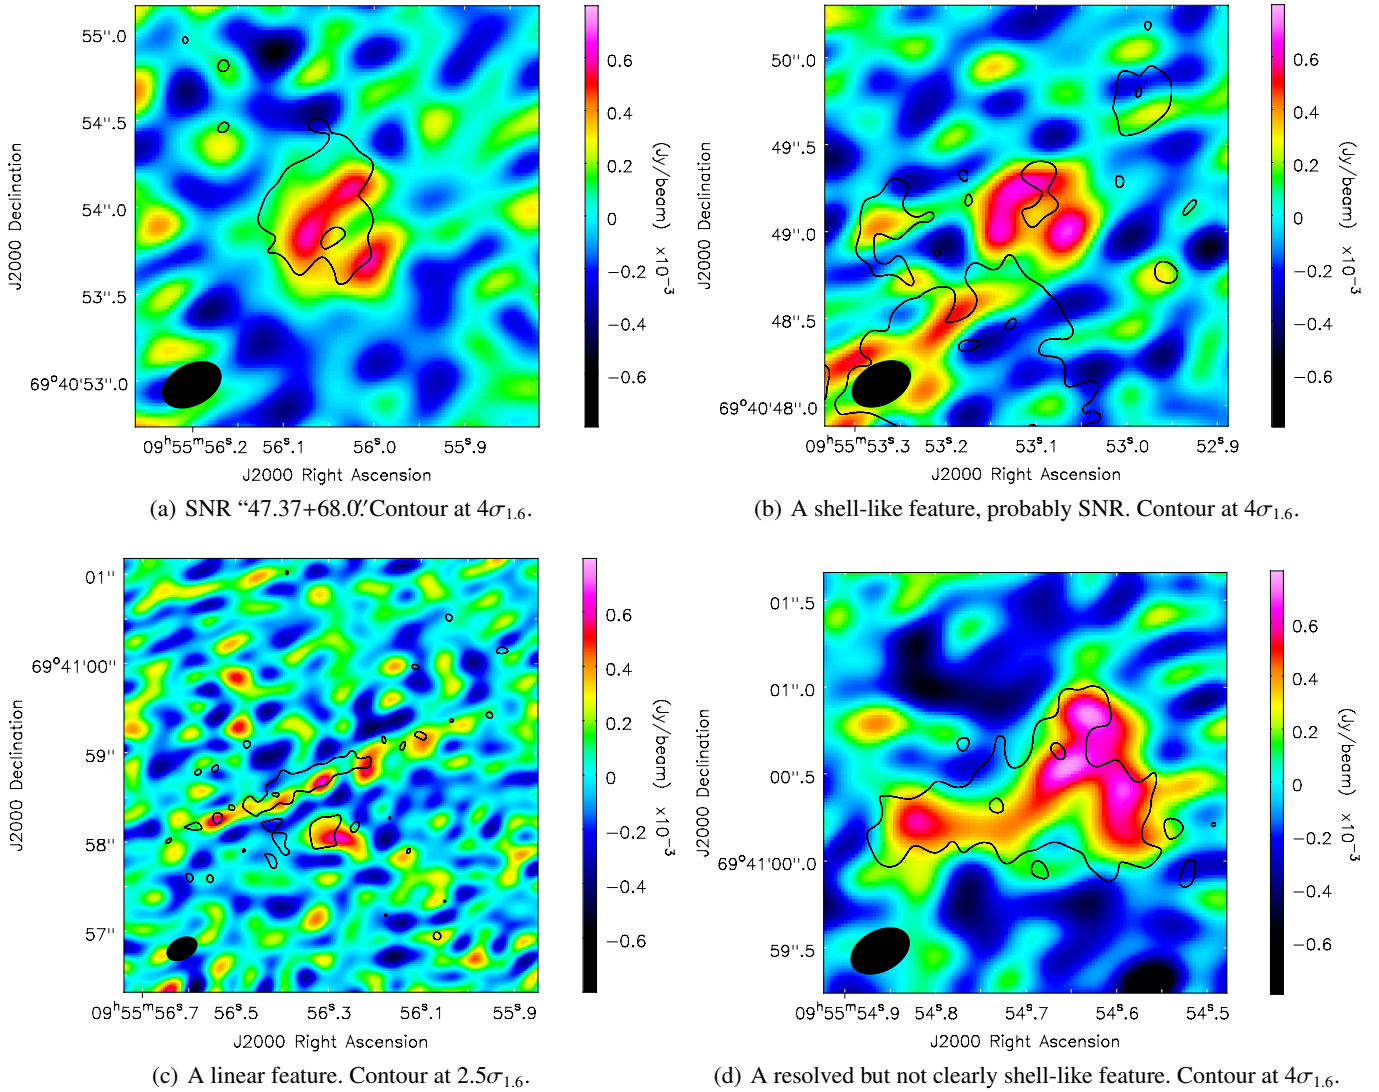 55".0
54".5
54".0
53".5
69°40'53".0
J2000 Declination
09ʰ55ᵐ56ˢ.2 56ˢ.1 56ˢ.0 55ˢ.9
J2000 Right Ascension
0.6
0.4
0.2
0
−0.2
−0.4
−0.6
(Jy/beam) ×10⁻³
(a) SNR “47.37+68.0”. Contour at 4σ₁.₆.
50".0
49".5
49".0
48".5
69°40'48".0
J2000 Declination
09ʰ55ᵐ53ˢ.3 53ˢ.2 53ˢ.1 53ˢ.0 52ˢ.9
J2000 Right Ascension
0.6
0.4
0.2
0
−0.2
−0.4
−0.6
(Jy/beam) ×10⁻³
(b) A shell-like feature, probably SNR. Contour at 4σ₁.₆.
01"
69°41'00"
59"
58"
57"
J2000 Declination
09ʰ55ᵐ56ˢ.7 56ˢ.5 56ˢ.3 56ˢ.1 55ˢ.9
J2000 Right Ascension
0.6
0.4
0.2
0
−0.2
−0.4
−0.6
(Jy/beam) ×10⁻³
(c) A linear feature. Contour at 2.5σ₁.₆.
01".5
01".0
00".5
69°41'00".0
59".5
J2000 Declination
09ʰ55ᵐ54ˢ.9 54ˢ.8 54ˢ.7 54ˢ.6 54ˢ.5
J2000 Right Ascension
0.6
0.4
0.2
0
−0.2
−0.4
−0.6
(Jy/beam) ×10⁻³
(d) A resolved but not clearly shell-like feature. Contour at 4σ₁.₆.